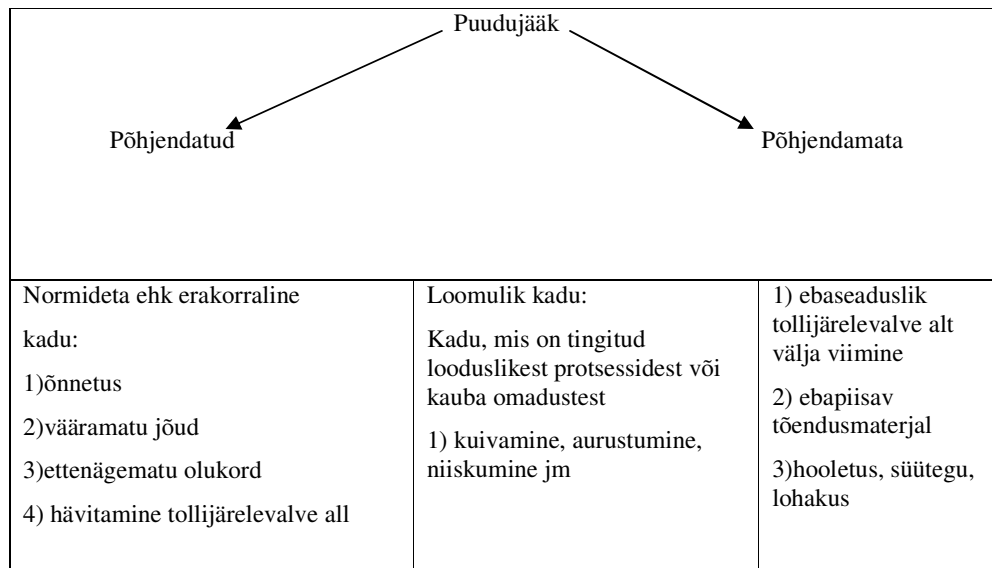 Puudujääk
Põhjendatud
Põhjendamata
Normideta ehk erakorraline
kadu:
1)õnnetus
2)vääramatu jõud
3)ettenägematu olukord
4) hävitamine tollijärelevalve all
Loomulik kadu:
Kadu, mis on tingitud
looduslikest protsessidest või
kauba omadustest
1) kuivamine, aurustumine,
niiskumine jm
1) ebaseaduslik
tollijärelevalve alt
välja viimine
2) ebapiisav
tõendusmaterjal
3)hooletus, süütegu,
lohakus